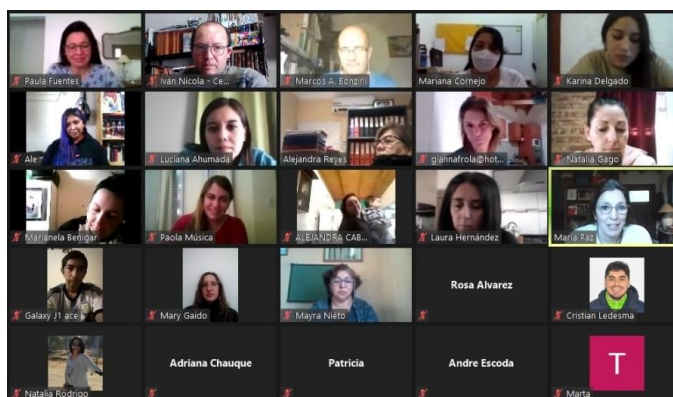 Paula Fuentes
Iván Nicola - Ce...
Marcos A. Bonzini
Mariana Cornejo
Karina Delgado
Ale
Luciana Ahumada
Alejandra Reyes
giannafrola@hot...
Natalia Gago
Marianela Benigar
Paola Música
ALEJANDRA CAB...
Laura Hernández
María Paz
Galaxy J1 ace
Mary Gaido
Mayra Nieto
Rosa Alvarez
Cristian Ledesma
Natalia Rodrigo
Adriana Chauque
Patricia
Andre Escoda
T
Marta